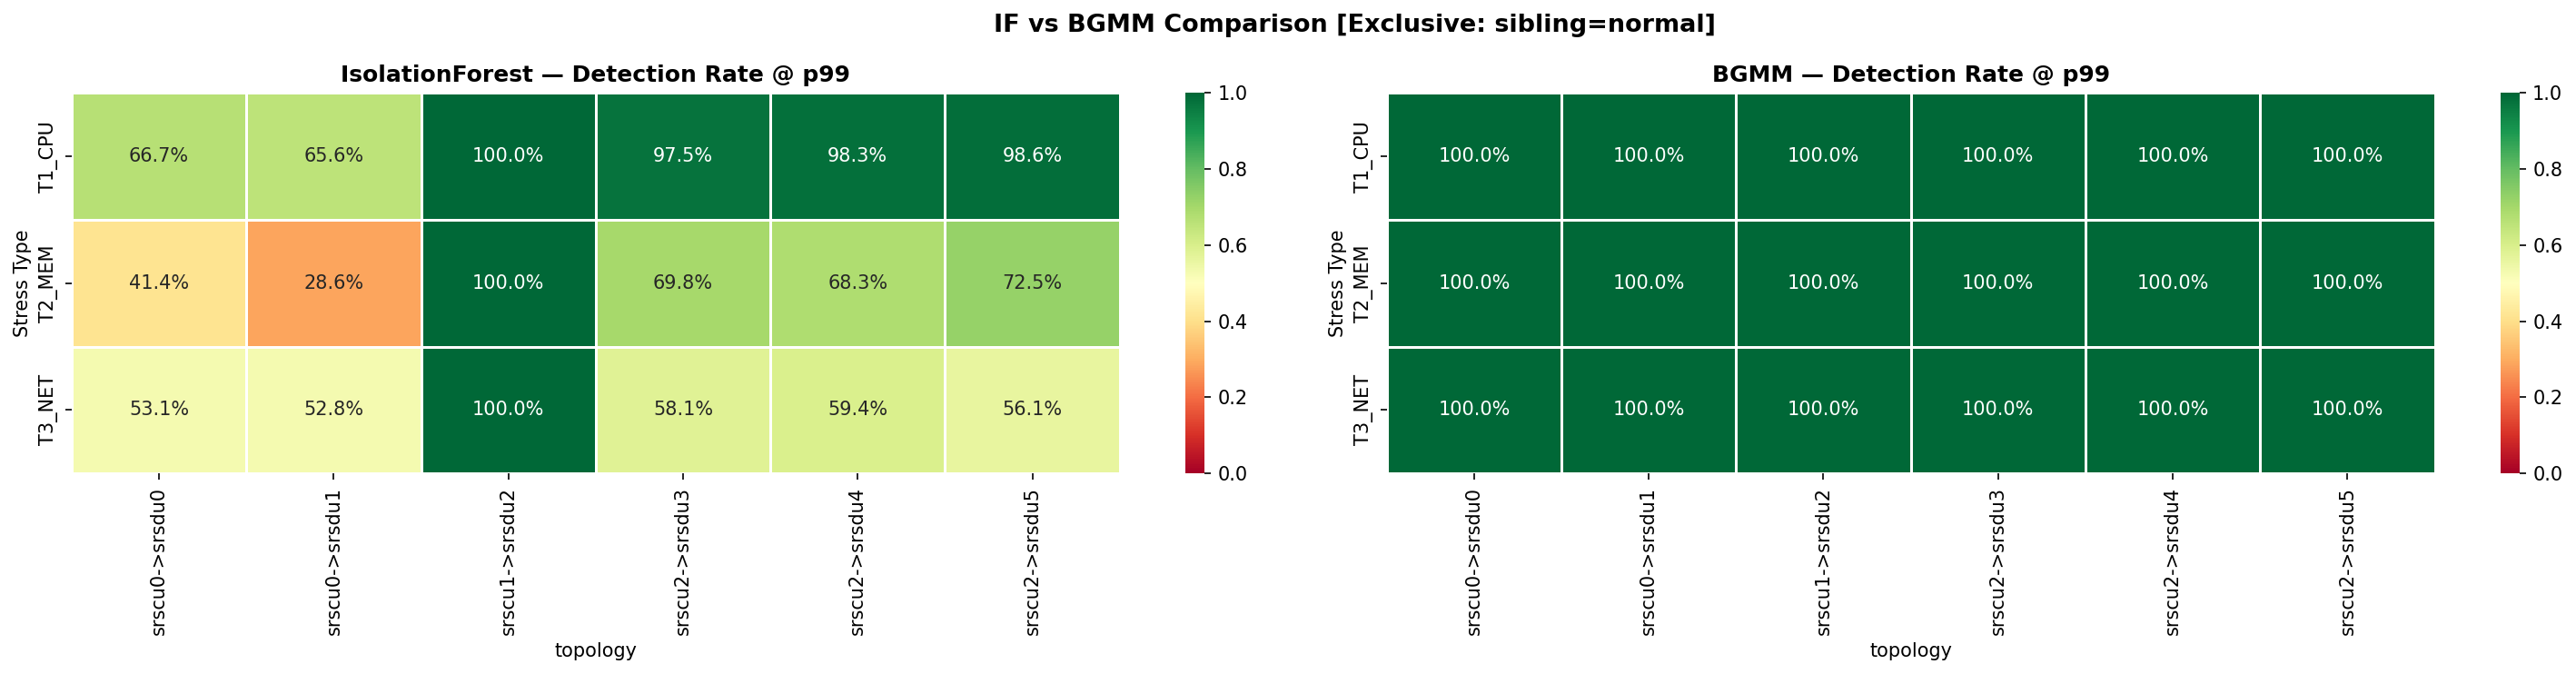 IF vs BGMM Comparison [Exclusive: sibling=normal]
IsolationForest — Detection Rate @ p99
Stress Type
T1_CPU
66.7% 65.6% 100.0% 97.5% 98.3% 98.6%
T2_MEM
41.4% 28.6% 100.0% 69.8% 68.3% 72.5%
T3_NET
53.1% 52.8% 100.0% 58.1% 59.4% 56.1%
srscu0->srsdu0
srscu0->srsdu1
srscu1->srsdu2
srscu2->srsdu3
srscu2->srsdu4
srscu2->srsdu5
topology
1.0
0.8
0.6
0.4
0.2
0.0
BGMM — Detection Rate @ p99
Stress Type
T1_CPU
100.0% 100.0% 100.0% 100.0% 100.0% 100.0%
T2_MEM
100.0% 100.0% 100.0% 100.0% 100.0% 100.0%
T3_NET
100.0% 100.0% 100.0% 100.0% 100.0% 100.0%
srscu0->srsdu0
srscu0->srsdu1
srscu1->srsdu2
srscu2->srsdu3
srscu2->srsdu4
srscu2->srsdu5
topology
1.0
0.8
0.6
0.4
0.2
0.0